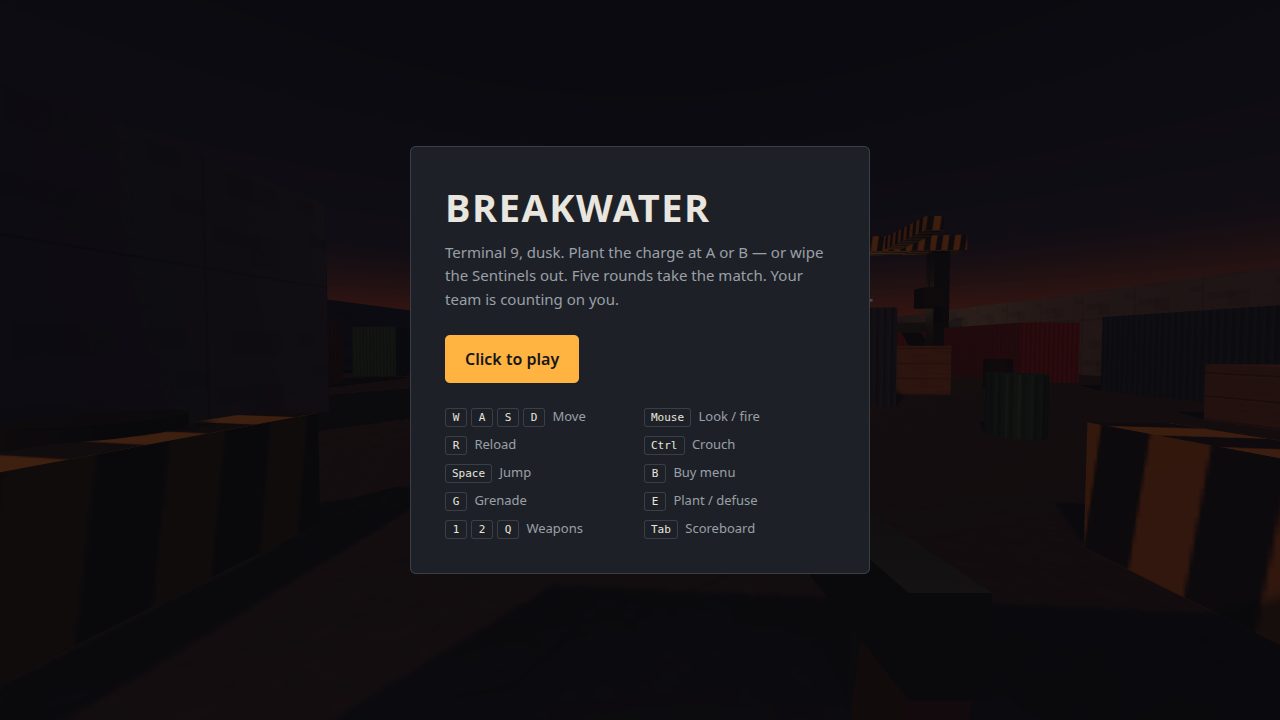 BREAKWATER
Terminal 9, dusk. Plant the charge at A or B — or wipe
the Sentinels out. Five rounds take the match. Your
team is counting on you.
Click to play
W A S D Move
Mouse Look / fire
R Reload
Ctrl Crouch
Space Jump
B Buy menu
G Grenade
E Plant / defuse
1 2 Q Weapons
Tab Scoreboard